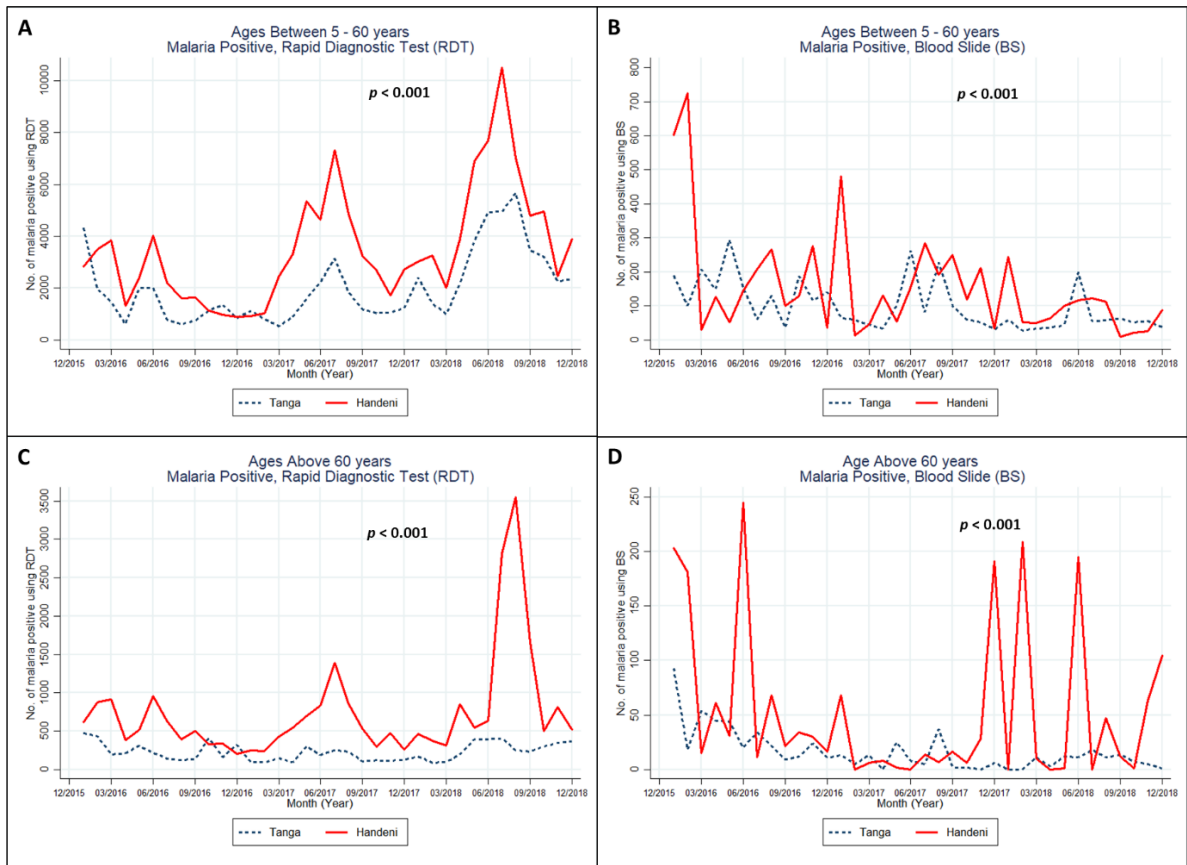 A
Ages Between 5 - 60 years
Malaria Positive, Rapid Diagnostic Test (RDT)
p < 0.001
No. of malaria positive using RDT
10000
8000
6000
4000
2000
0
12/2015 03/2016 06/2016 09/2016 12/2016 03/2017 06/2017 09/2017 12/2017 03/2018 06/2018 09/2018 12/2018
Month (Year)
Tanga Handeni
B
Ages Between 5 - 60 years
Malaria Positive, Blood Slide (BS)
p < 0.001
No. of malaria positive using BS
800
700
600
500
400
300
200
100
0
12/2015 03/2016 06/2016 09/2016 12/2016 03/2017 06/2017 09/2017 12/2017 03/2018 06/2018 09/2018 12/2018
Month (Year)
Tanga Handeni
C
Ages Above 60 years
Malaria Positive, Rapid Diagnostic Test (RDT)
p < 0.001
No. of malaria positive using RDT
3500
3000
2500
2000
1500
1000
500
0
12/2015 03/2016 06/2016 09/2016 12/2016 03/2017 06/2017 09/2017 12/2017 03/2018 06/2018 09/2018 12/2018
Month (Year)
Tanga Handeni
D
Age Above 60 years
Malaria Positive, Blood Slide (BS)
p < 0.001
No. of malaria positive using BS
250
200
150
100
50
0
12/2015 03/2016 06/2016 09/2016 12/2016 03/2017 06/2017 09/2017 12/2017 03/2018 06/2018 09/2018 12/2018
Month (Year)
Tanga Handeni